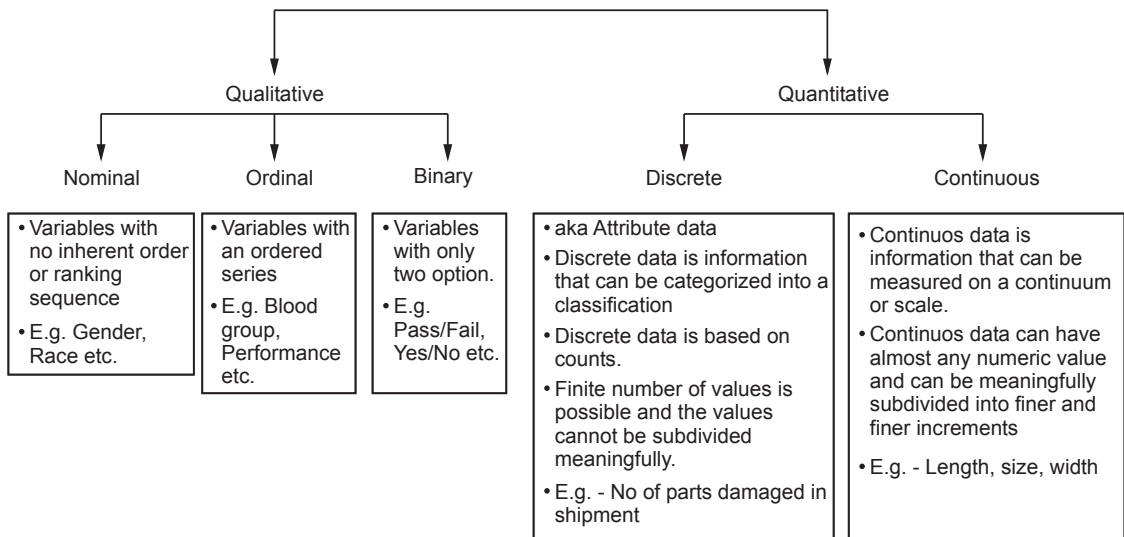 Qualitative
Quantitative
Nominal
Ordinal
Binary
Discrete
Continuous
• Variables with
no inherent order
or ranking
sequence
• E.g. Gender,
Race etc.
• Variables with
an ordered
series
• E.g. Blood
group,
Performance
etc.
• Variables
with only
two option.
• E.g.
Pass/Fail,
Yes/No etc.
• aka Attribute data
• Discrete data is information
that can be categorized into a
classification
• Discrete data is based on
counts.
• Finite number of values is
possible and the values
cannot be subdivided
meaningfully.
• E.g. - No of parts damaged in
shipment
• Continuos data is
information that can be
measured on a continuum
or scale.
• Continuos data can have
almost any numeric value
and can be meaningfully
subdivided into finer and
finer increments
• E.g. - Length, size, width